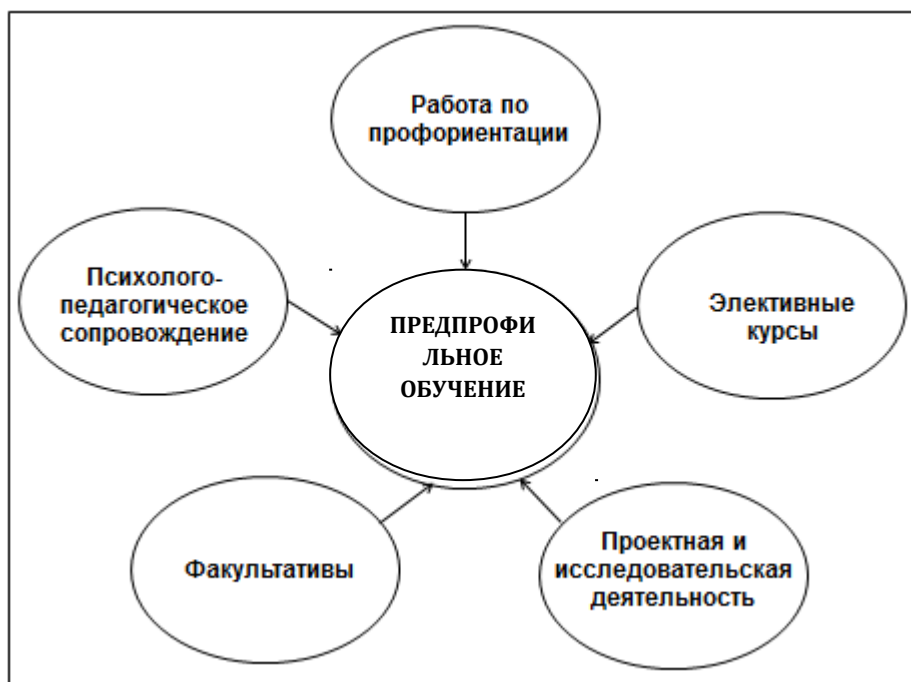 Работа по
профориентации
Психолого-
педагогическое
сопровождение
Элективные
курсы
ПРЕДПРОФИ
ЛЬНОЕ
ОБУЧЕНИЕ
Факультативы
Проектная и
исследовательская
деятельность